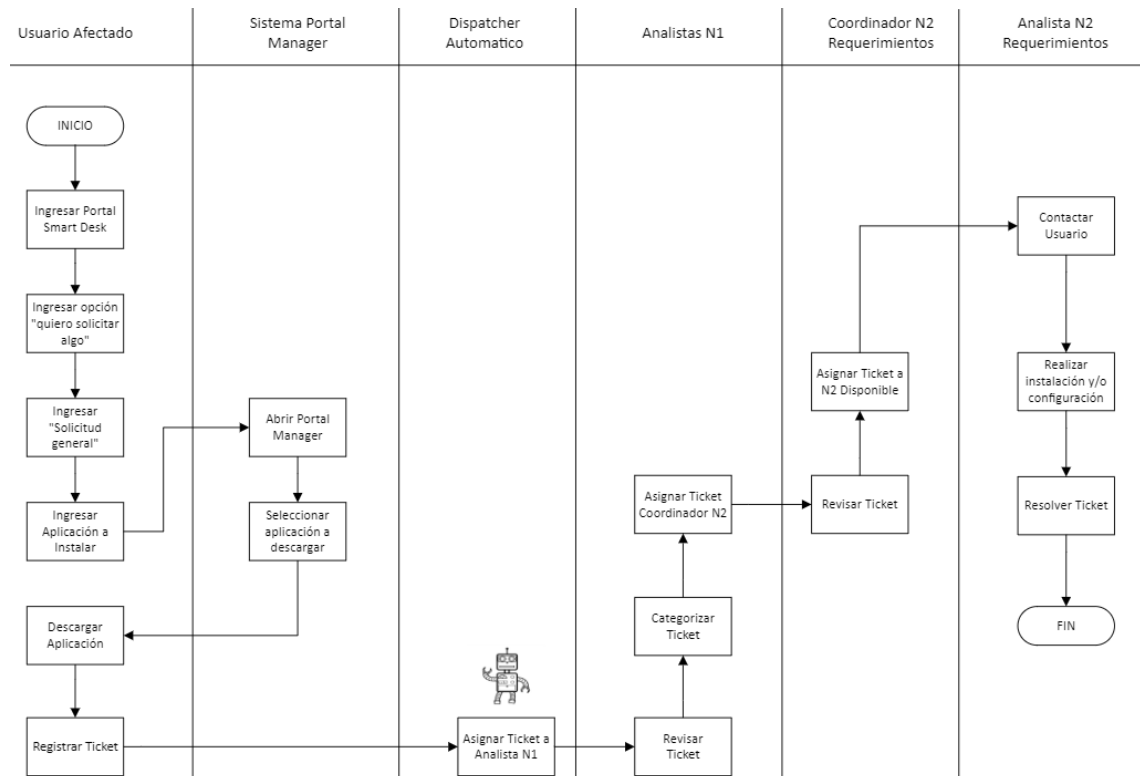 Usuario Afectado
Sistema Portal
Manager
Dispatcher
Automatico
Analistas N1
Coordinador N2
Requerimientos
Analista N2
Requerimientos
INICIO
Ingresar Portal
Smart Desk
Ingresar opción
"quiero solicitar
algo"
Ingresar
"Solicitud
general"
Ingresar
Aplicación a
Instalar
Abrir Portal
Manager
Seleccionar
aplicación a
descargar
Descargar
Aplicación
Registrar Ticket
Asignar Ticket a
Analista N1
Revisar
Ticket
Categorizar
Ticket
Asignar Ticket
Coordinador N2
Revisar Ticket
Asignar Ticket a
N2 Disponible
Contactar
Usuario
Realizar
instalación y/o
configuración
Resolver Ticket
FIN